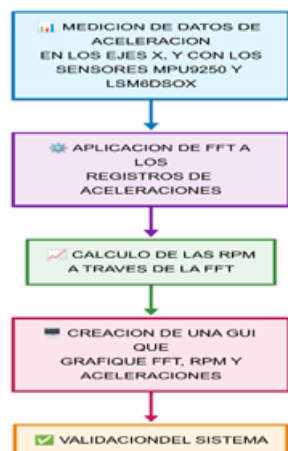 📊 MEDICION DE DATOS DE
ACELERACION
EN LOS EJES X, Y CON LOS
SENSORES MPU9250 Y
LSM6DSOX
⚙️ APLICACION DE FFT A
LOS
REGISTROS DE
ACELERACIONES
📈 CALCULO DE LAS RPM
A TRAVES DE LA FFT
🖥️ CREACION DE UNA GUI
QUE
GRAFIQUE FFT, RPM Y
ACELERACIONES
✅ VALIDACIONDEL SISTEMA